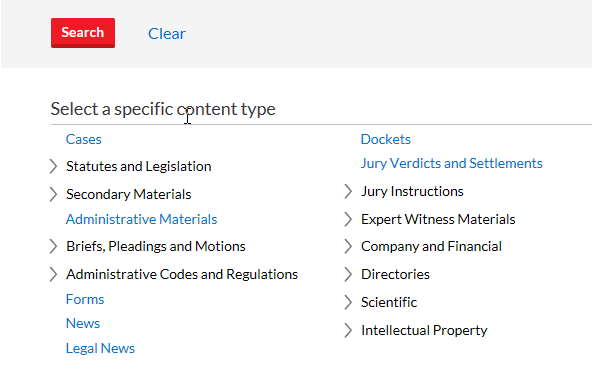 Search Clear
Select a specific content type
Cases
Statutes and Legislation
Secondary Materials
Administrative Materials
Briefs, Pleadings and Motions
Administrative Codes and Regulations
Forms
News
Legal News
Dockets
Jury Verdicts and Settlements
Jury Instructions
Expert Witness Materials
Company and Financial
Directories
Scientific
Intellectual Property